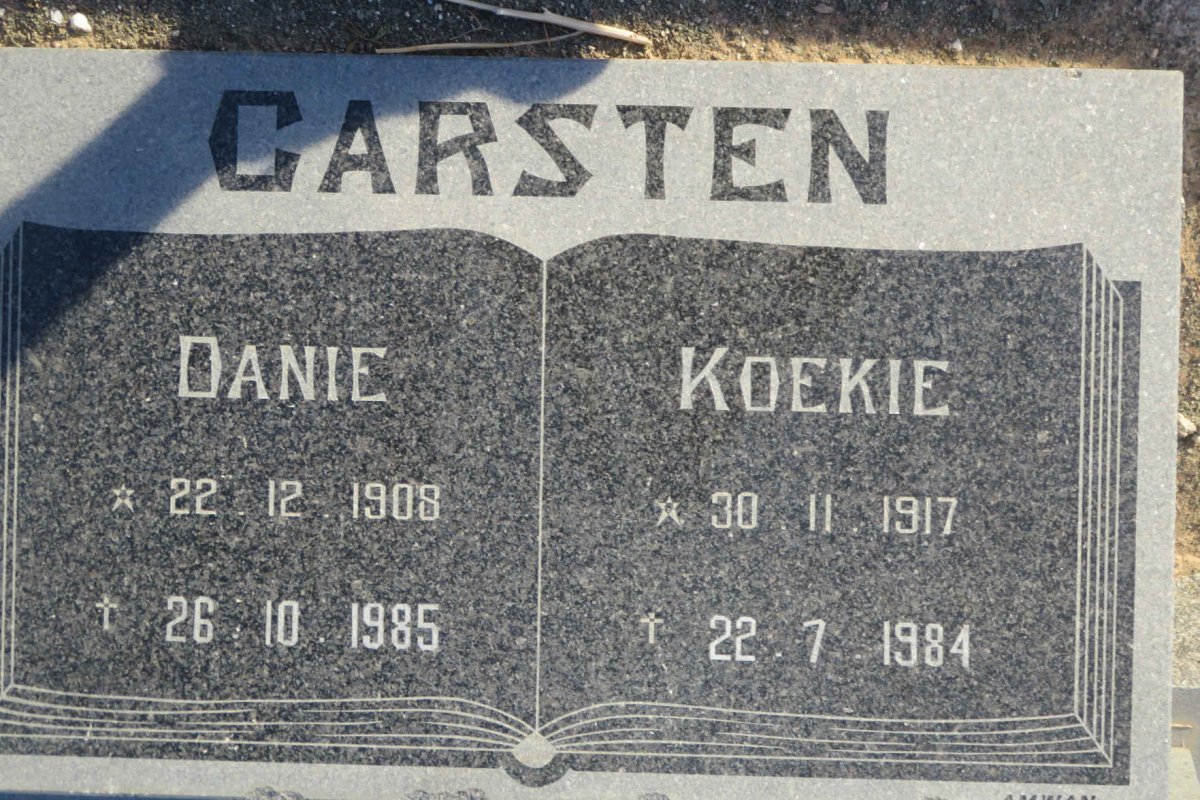 CARSTEN
DANIE
☆ 22 . 12 . 1908
† 26 . 10 . 1985
KOEKIE
☆ 30 . 11 . 1917
† 22 . 7 . 1984